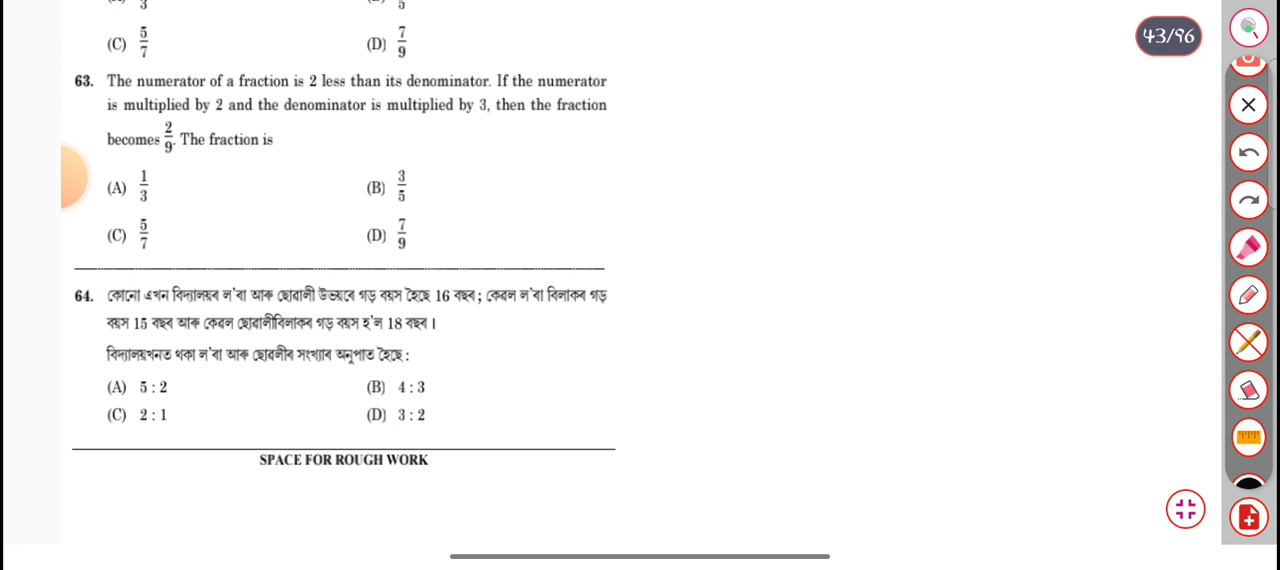 3
5
(C) 5/7 (D) 7/9
43/96
63. The numerator of a fraction is 2 less than its denominator. If the numerator
is multiplied by 2 and the denominator is multiplied by 3, then the fraction
becomes 2/9. The fraction is
(A) 1/3 (B) 3/5
(C) 5/7 (D) 7/9
64. কোনো এখন বিদ্যালয়ৰ ল'ৰা আৰু ছোৱালী উভয়ৰে গড় বয়স হৈছে 16 বছৰ ; কেৱল ল'ৰা বিলাকৰ গড়
বয়স 15 বছৰ আৰু কেৱল ছোৱালীবিলাকৰ গড় বয়স হ'ল 18 বছৰ ।
বিদ্যালয়খনত থকা ল'ৰা আৰু ছোৱলীৰ সংখ্যাৰ অনুপাত হৈছে :
(A) 5 : 2 (B) 4 : 3
(C) 2 : 1 (D) 3 : 2
SPACE FOR ROUGH WORK